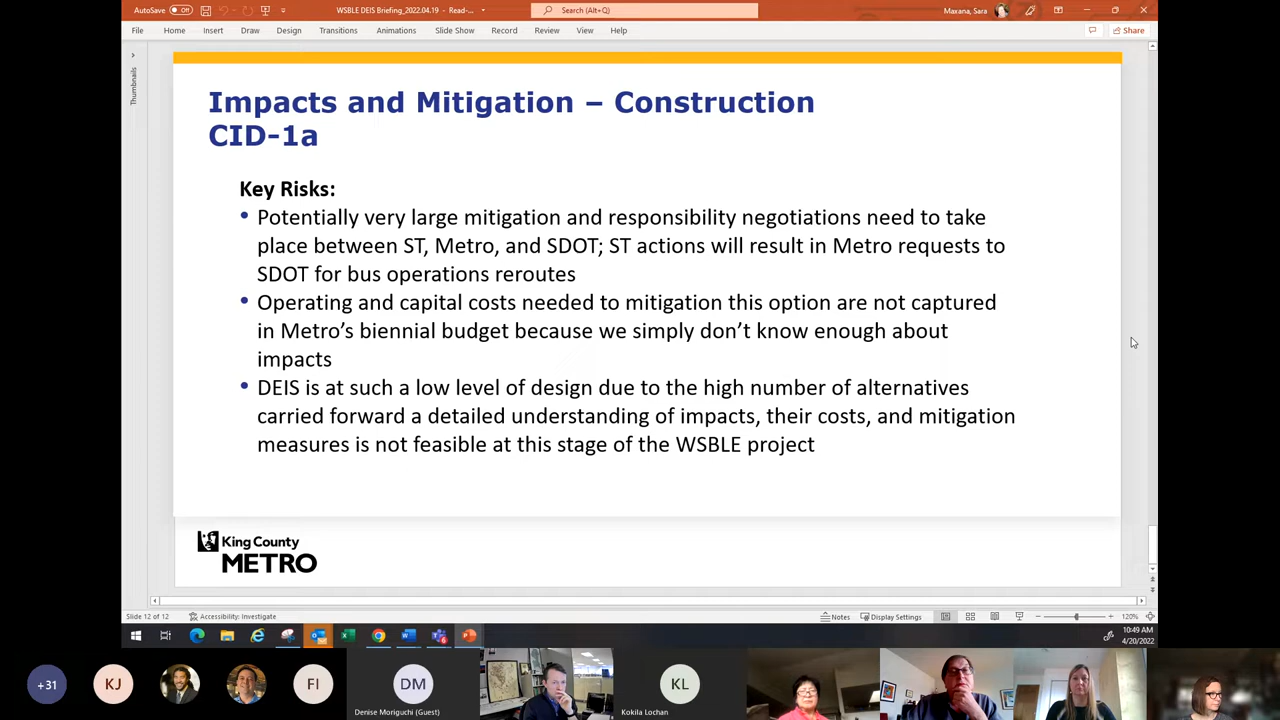 AutoSave Off
WSBLE DEIS Briefing_2022.04.19 - Read-...
Search (Alt+Q)
Maxana, Sara
File Home Insert Draw Design Transitions Animations Slide Show Record Review View Help
Share
Thumbnails
Impacts and Mitigation – Construction
CID-1a
Key Risks:
• Potentially very large mitigation and responsibility negotiations need to take
place between ST, Metro, and SDOT; ST actions will result in Metro requests to
SDOT for bus operations reroutes
• Operating and capital costs needed to mitigation this option are not captured
in Metro’s biennial budget because we simply don’t know enough about
impacts
• DEIS is at such a low level of design due to the high number of alternatives
carried forward a detailed understanding of impacts, their costs, and mitigation
measures is not feasible at this stage of the WSBLE project
King County
METRO
Slide 12 of 12
Accessibility: Investigate
Notes
Display Settings
120%
10:49 AM
4/20/2022
+31
KJ
FI
DM
KL
Denise Moriguchi (Guest)
Kokila Lochan